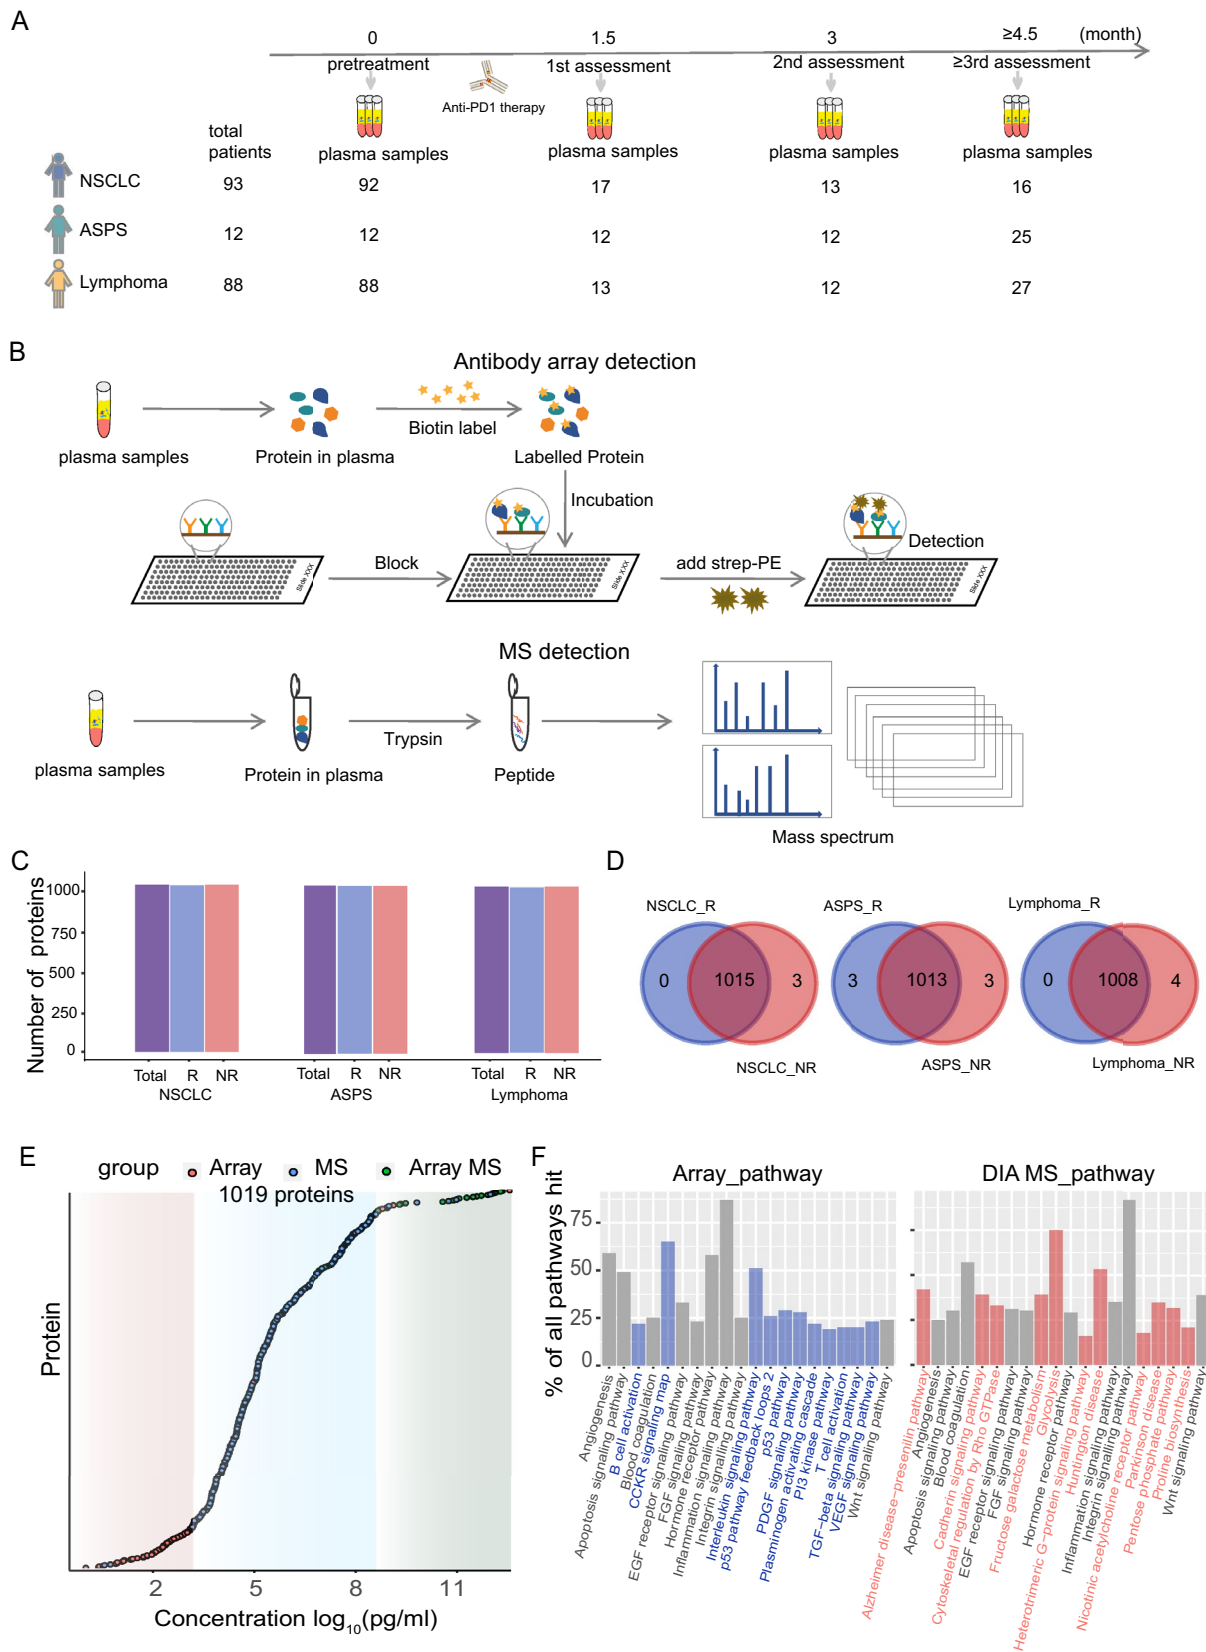 A
0 1.5 3 ≥4.5 (month)
pretreatment 1st assessment 2nd assessment ≥3rd assessment
Anti-PD1 therapy
total
patients
plasma samples plasma samples plasma samples plasma samples
NSCLC 93 92 17 13 16
ASPS 12 12 12 12 25
Lymphoma 88 88 13 12 27
B
Antibody array detection
Biotin label
plasma samples Protein in plasma Labelled Protein
Incubation
Block
add strep-PE
Detection
Slide XXX
Slide XXX
Slide XXX
MS detection
Trypsin
plasma samples Protein in plasma Peptide
Mass spectrum
C
Number of proteins
1000
750
500
250
0
Total R NR Total R NR Total R NR
NSCLC ASPS Lymphoma
D
NSCLC_R ASPS_R Lymphoma_R
0 1015 3 3 1013 3 0 1008 4
NSCLC_NR ASPS_NR Lymphoma_NR
E
group Array MS Array MS
1019 proteins
Protein
2 5 8 11
Concentration log10(pg/ml)
F
Array_pathway DIA MS_pathway
% of all pathways hit
75
50
25
0
Angiogenesis
Apoptosis signaling pathway
B cell activation
Blood coagulation
CCKR signaling map
EGF receptor signaling pathway
FGF signaling pathway
Hormone receptor pathway
Inflammation signaling pathway
Integrin signalling pathway
Interleukin signaling pathway
p53 pathway feedback loops 2
p53 pathway
PDGF signaling pathway
Plasminogen activating cascade
PI3 kinase pathway
T cell activation
TGF−beta signaling pathway
VEGF signaling pathway
Wnt signaling pathway
Alzheimer disease−presenilin pathway
Angiogenesis
Apoptosis signaling pathway
Blood coagulation
Cadherin signaling pathway
Cytoskeletal regulation by Rho GTPase
EGF receptor signaling pathway
FGF signaling pathway
Fructose galactose metabolism
Glycolysis
Hormone receptor pathway
Heterotrimeric G−protein signaling pathway
Huntington disease
Inflammation signaling pathway
Integrin signalling pathway
Nicotinic acetylcholine receptor pathway
Parkinson disease
Pentose phosphate pathway
Proline biosynthesis
Wnt signaling pathway